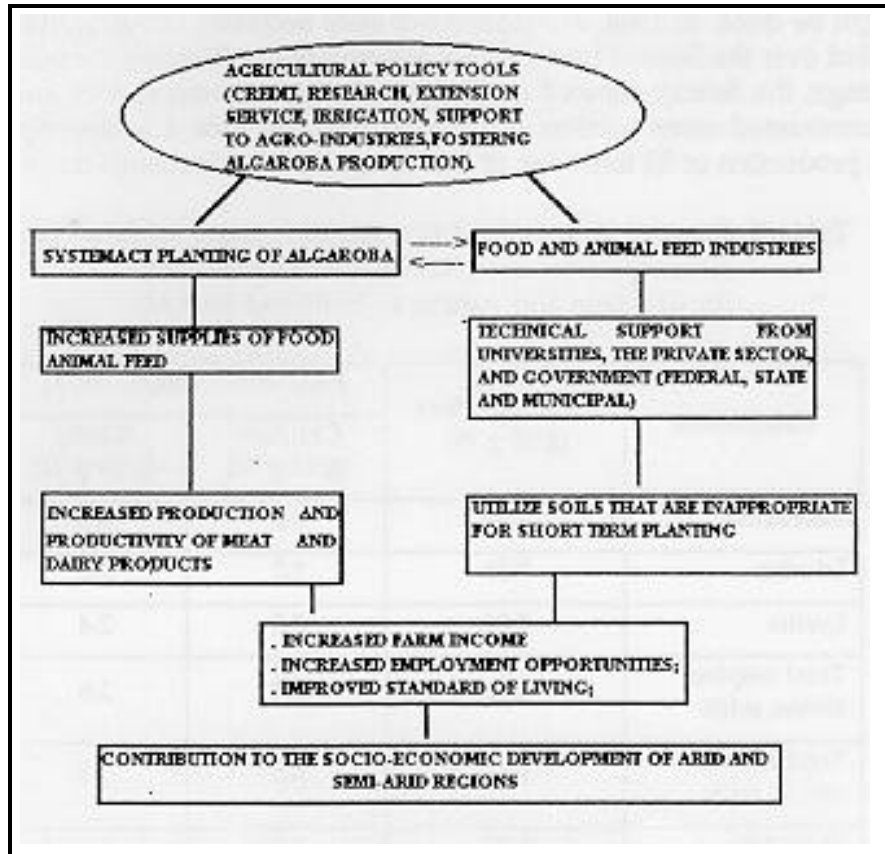 AGRICULTURAL POLICY TOOLS
(CREDIT, RESEARCH, EXTENSION
SERVICE, IRRIGATION, SUPPORT
TO AGRO-INDUSTRIES,FOSTERNG
ALGAROBA PRODUCTION).
SYSTEMACT PLANTING OF ALGAROBA
FOOD AND ANIMAL FEED INDUSTRIES
INCREASED SUPPLIES OF FOOD
ANIMAL FEED
TECHNICAL SUPPORT FROM
UNIVERSITIES, THE PRIVATE SECTOR,
AND GOVERNMENT (FEDERAL, STATE
AND MUNICIPAL)
INCREASED PRODUCTION AND
PRODUCTIVITY OF MEAT AND
DAIRY PRODUCTS
UTILIZE SOILS THAT ARE INAPPROPRIATE
FOR SHORT TERM PLANTING
. INCREASED FARM INCOME
. INCREASED EMPLOYMENT OPPORTUNITIES;
. IMPROVED STANDARD OF LIVING;
CONTRIBUTION TO THE SOCIO-ECONOMIC DEVELOPMENT OF ARID AND
SEMI-ARID REGIONS